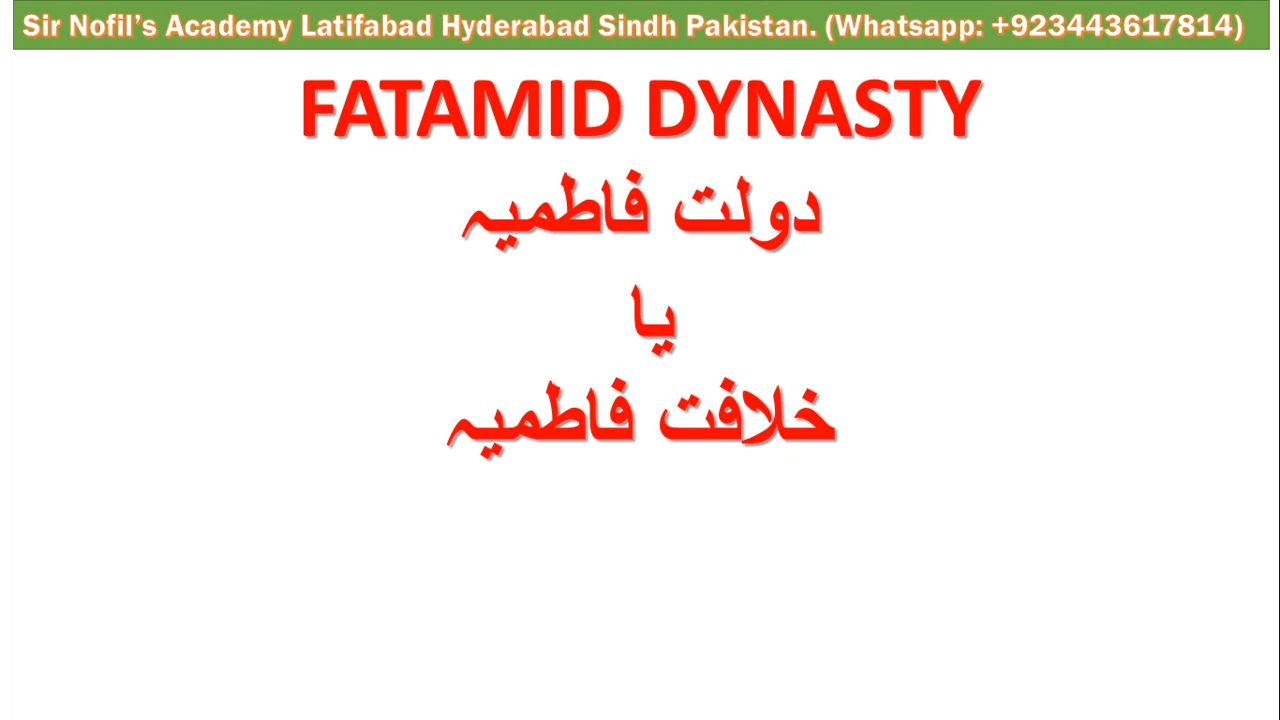 Sir Nofil’s Academy Latifabad Hyderabad Sindh Pakistan. (Whatsapp: +923443617814)
FATAMID DYNASTY
دولت فاطمیہ
یا
خلافت فاطمیہ